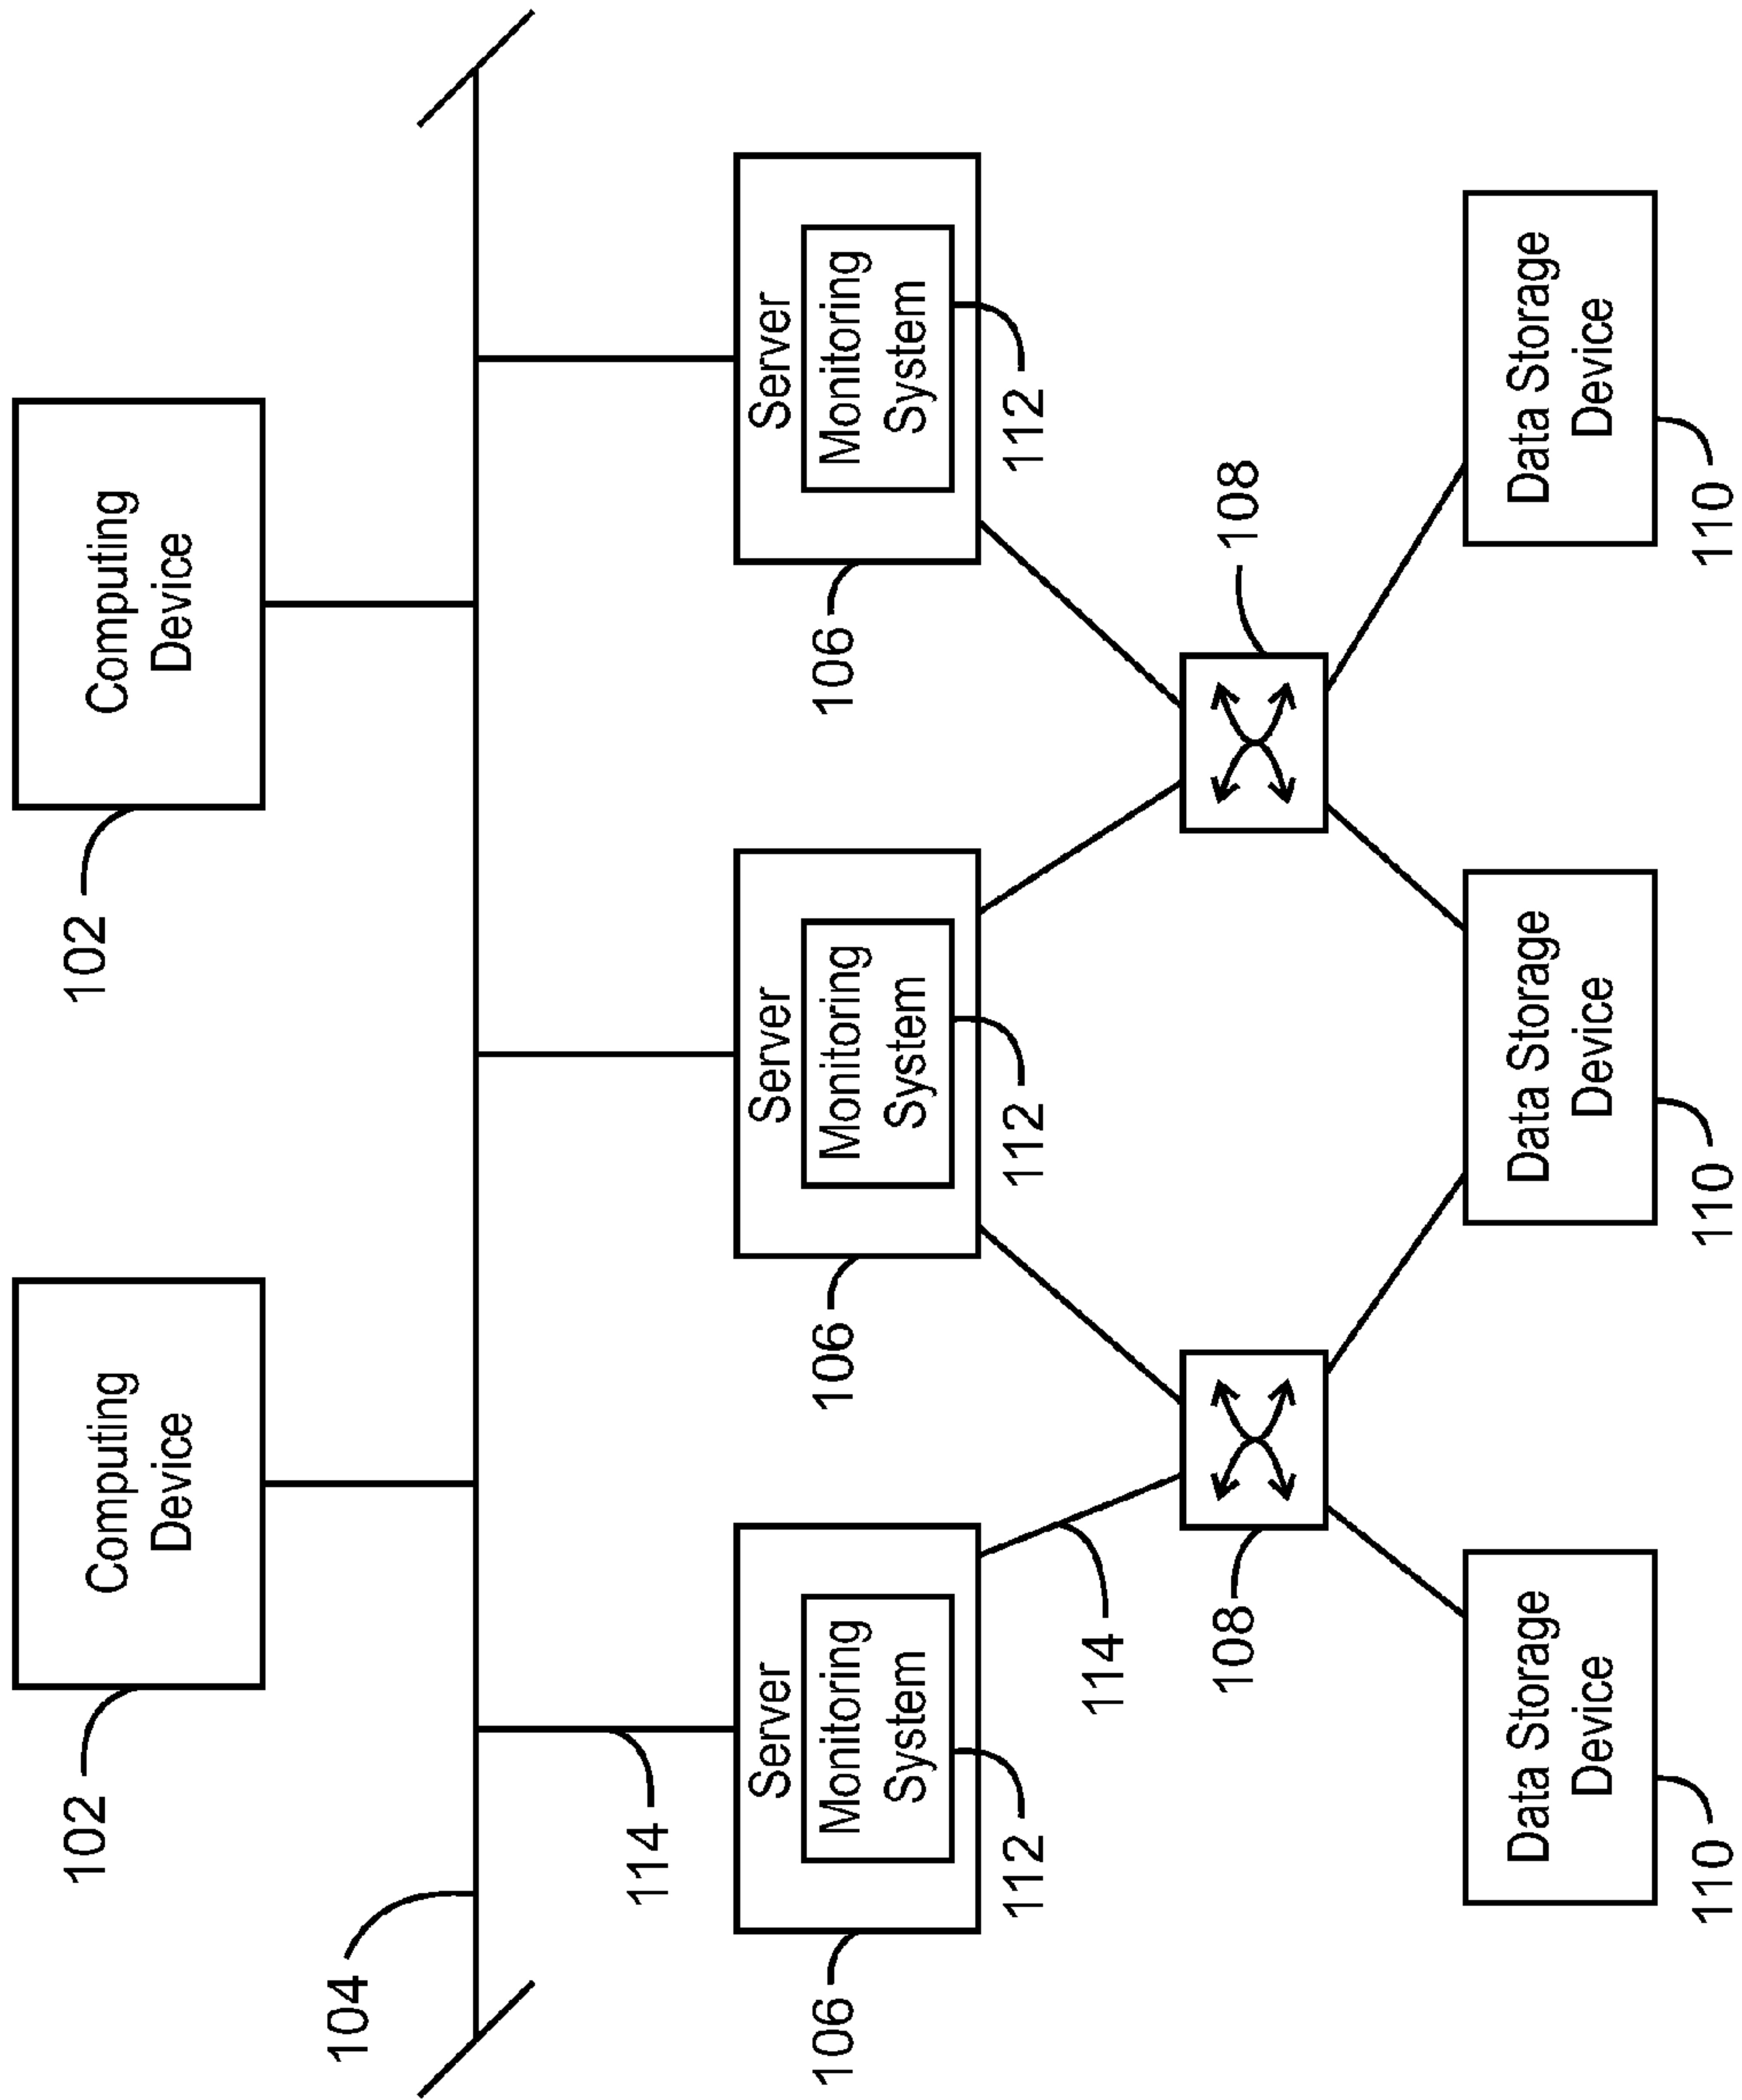 102
Computing
Device
102
Computing
Device
104
114
106
Server
Monitoring
System
112
106
Server
Monitoring
System
112
106
Server
Monitoring
System
112
114
108
108
Data Storage
Device
110
Data Storage
Device
110
Data Storage
Device
110